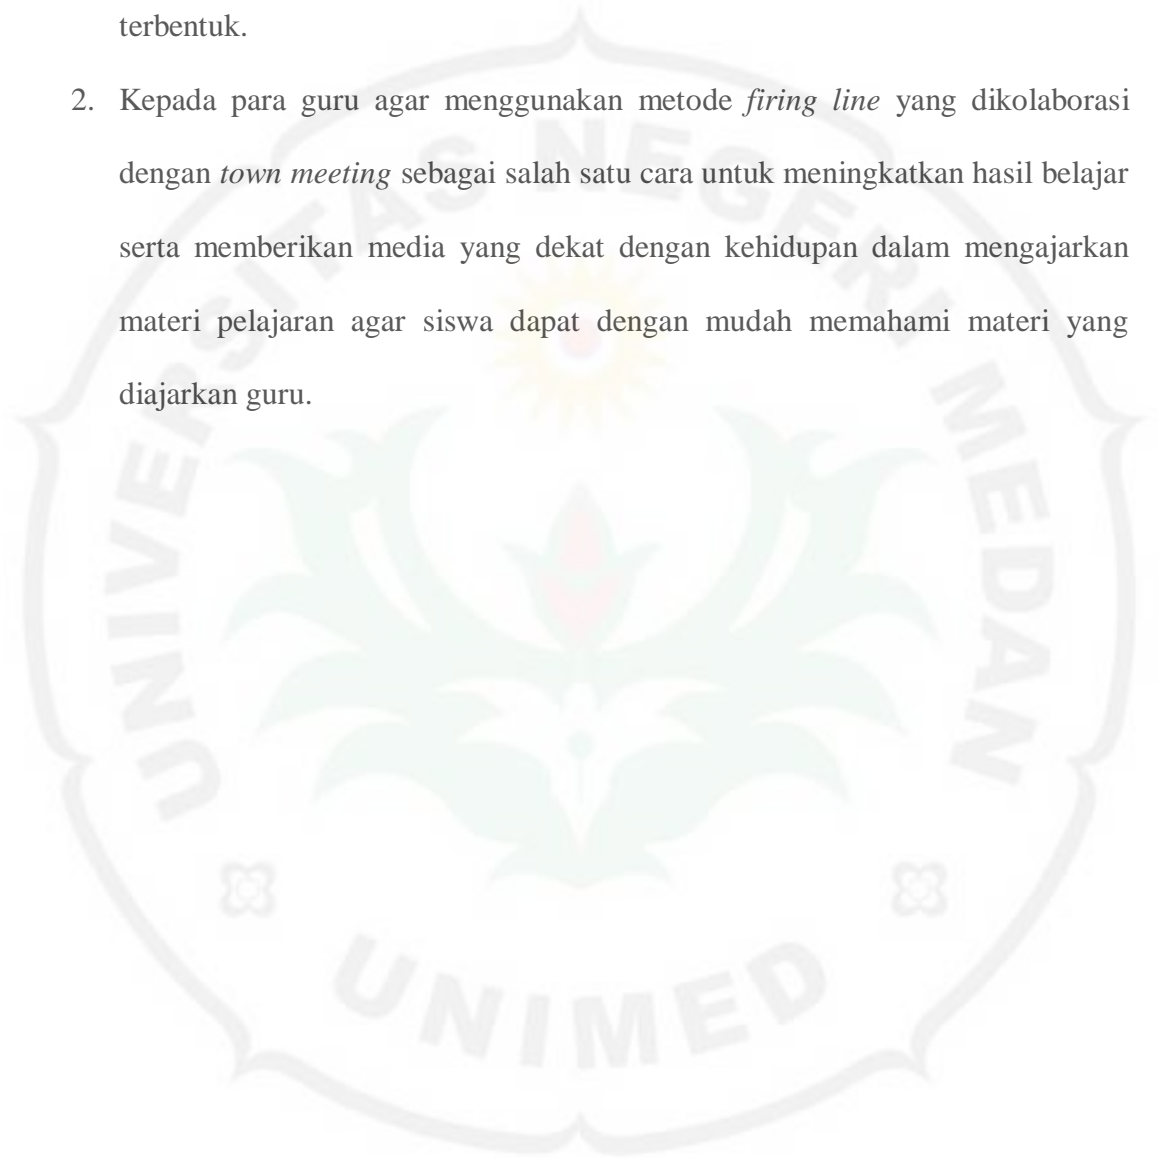 terbentuk.
2. Kepada para guru agar menggunakan metode firing line yang dikolaborasi
dengan town meeting sebagai salah satu cara untuk meningkatkan hasil belajar
serta memberikan media yang dekat dengan kehidupan dalam mengajarkan
materi pelajaran agar siswa dapat dengan mudah memahami materi yang
diajarkan guru.
UNIVERSITAS NEGERI MEDAN
UNIMED